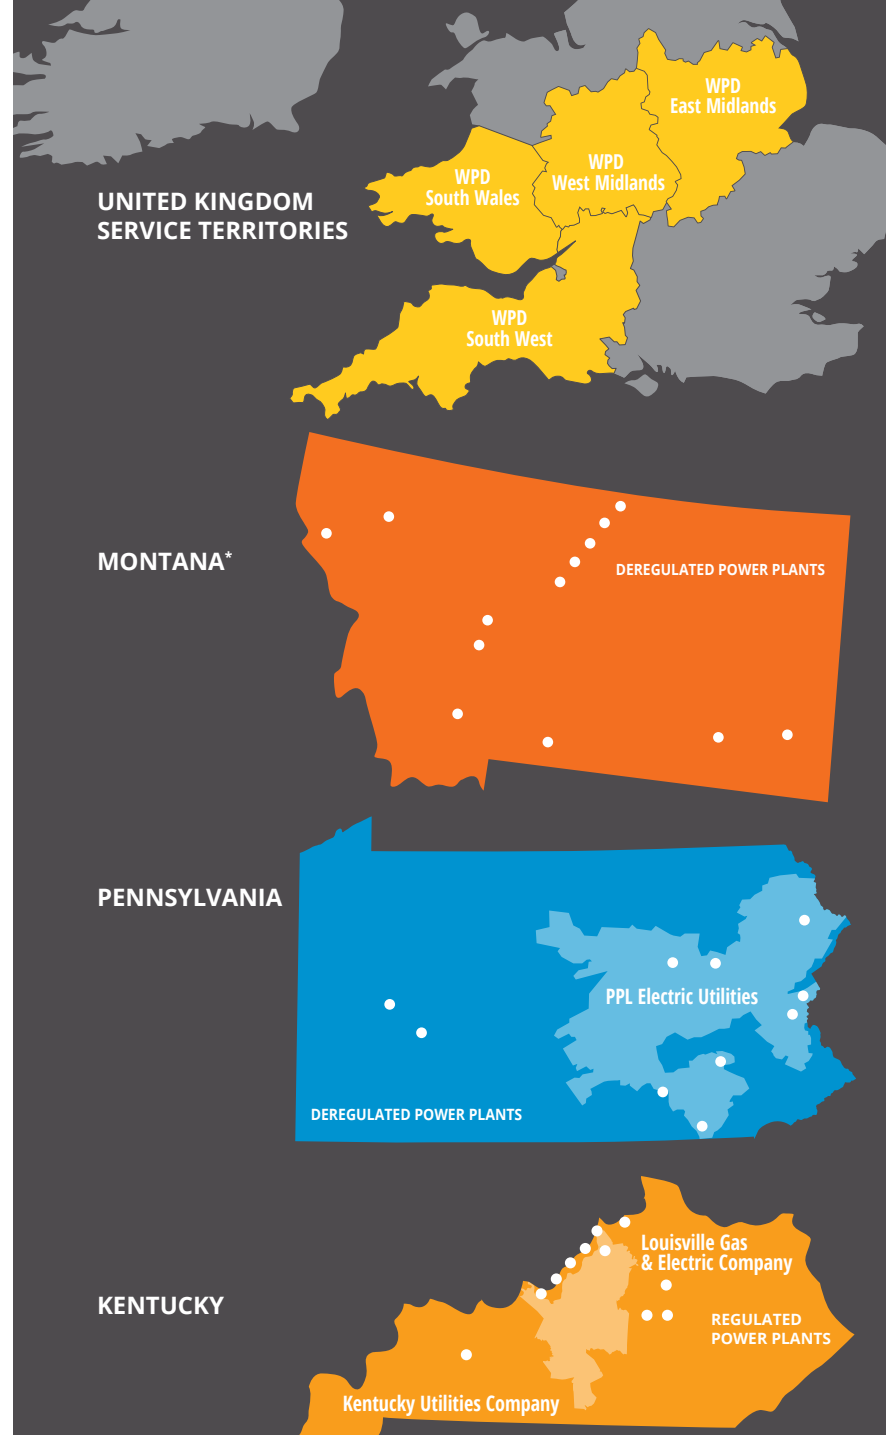 WPD
East Midlands
WPD
West Midlands
WPD
South Wales
UNITED KINGDOM
SERVICE TERRITORIES
WPD
South West
MONTANA*
DEREGULATED POWER PLANTS
PENNSYLVANIA
PPL Electric Utilities
DEREGULATED POWER PLANTS
Louisville Gas
& Electric Company
KENTUCKY
REGULATED
POWER PLANTS
Kentucky Utilities Company